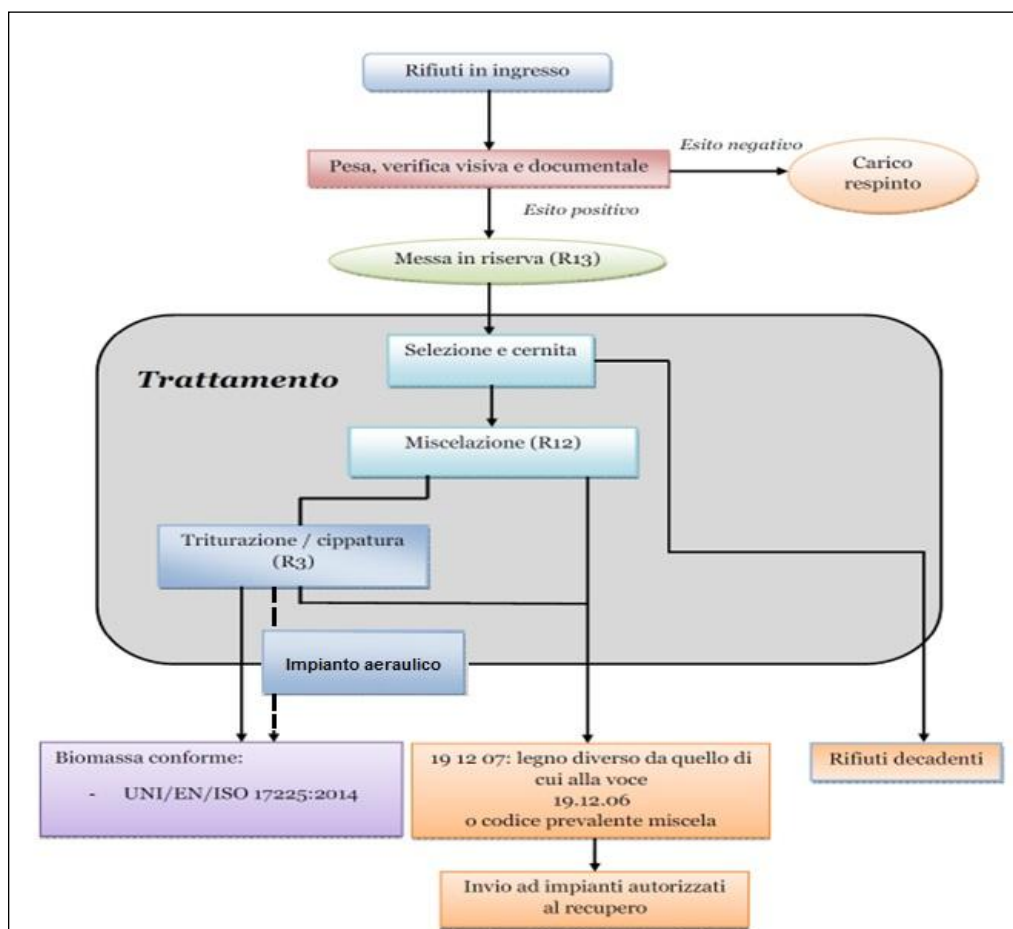 Rifiuti in ingresso
Pesa, verifica visiva e documentale
Esito negativo
Carico
respinto
Esito positivo
Messa in riserva (R13)
Trattamento
Selezione e cernita
Miscelazione (R12)
Triturazione / cippatura
(R3)
Impianto aeraulico
Biomassa conforme:
- UNI/EN/ISO 17225:2014
19 12 07: legno diverso da quello di
cui alla voce
19.12.06
o codice prevalente miscela
Rifiuti decadenti
Invio ad impianti autorizzati
al recupero